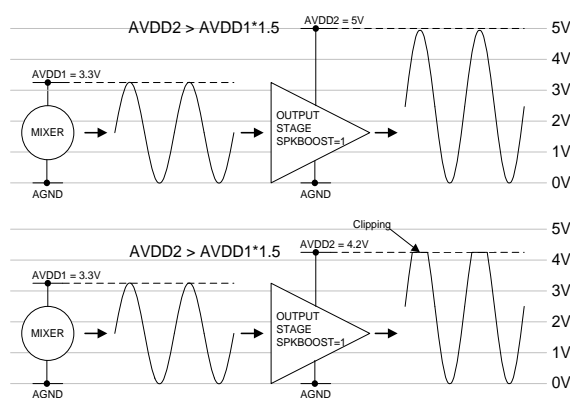 AVDD2 > AVDD1*1.5
AVDD2 = 5V
5V
4V
AVDD1 = 3.3V
3V
MIXER
OUTPUT
STAGE
SPKBOOST=1
2V
1V
0V
AGND
AGND
Clipping
5V
AVDD2 > AVDD1*1.5
AVDD2 = 4.2V
4V
AVDD1 = 3.3V
3V
MIXER
OUTPUT
STAGE
SPKBOOST=1
2V
1V
0V
AGND
AGND